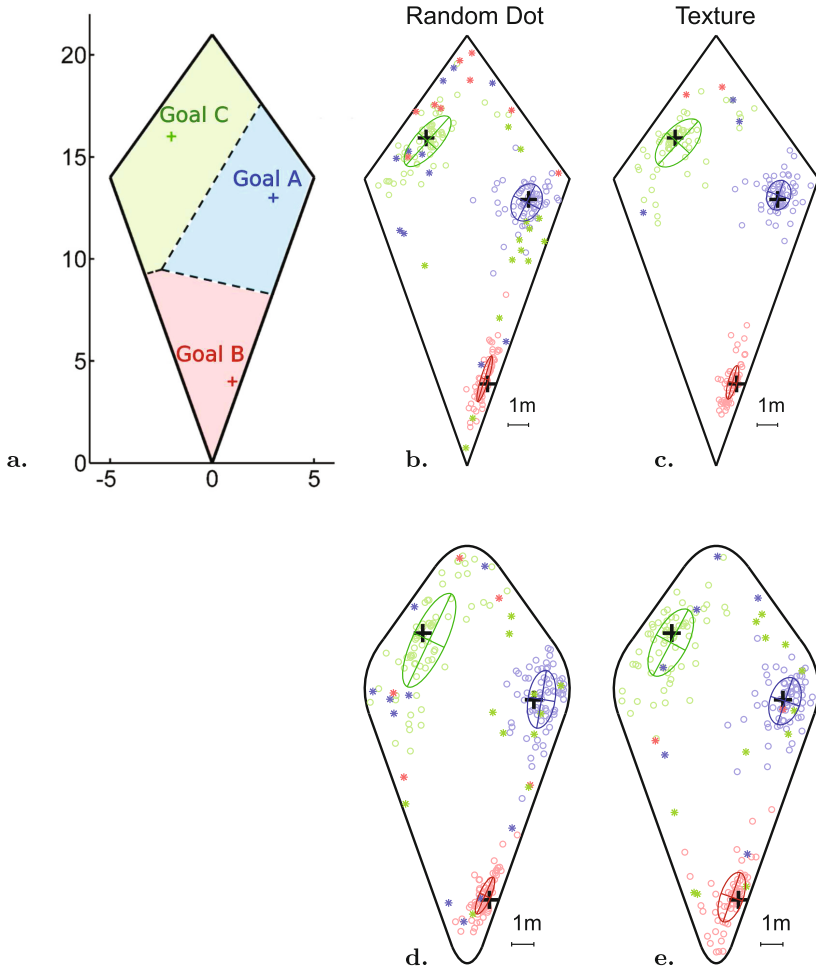 Random Dot
Texture
20
15
10
5
0
-5
0
5
Goal C
Goal A
Goal B
1m
1m
a.
b.
c.
1m
1m
d.
e.